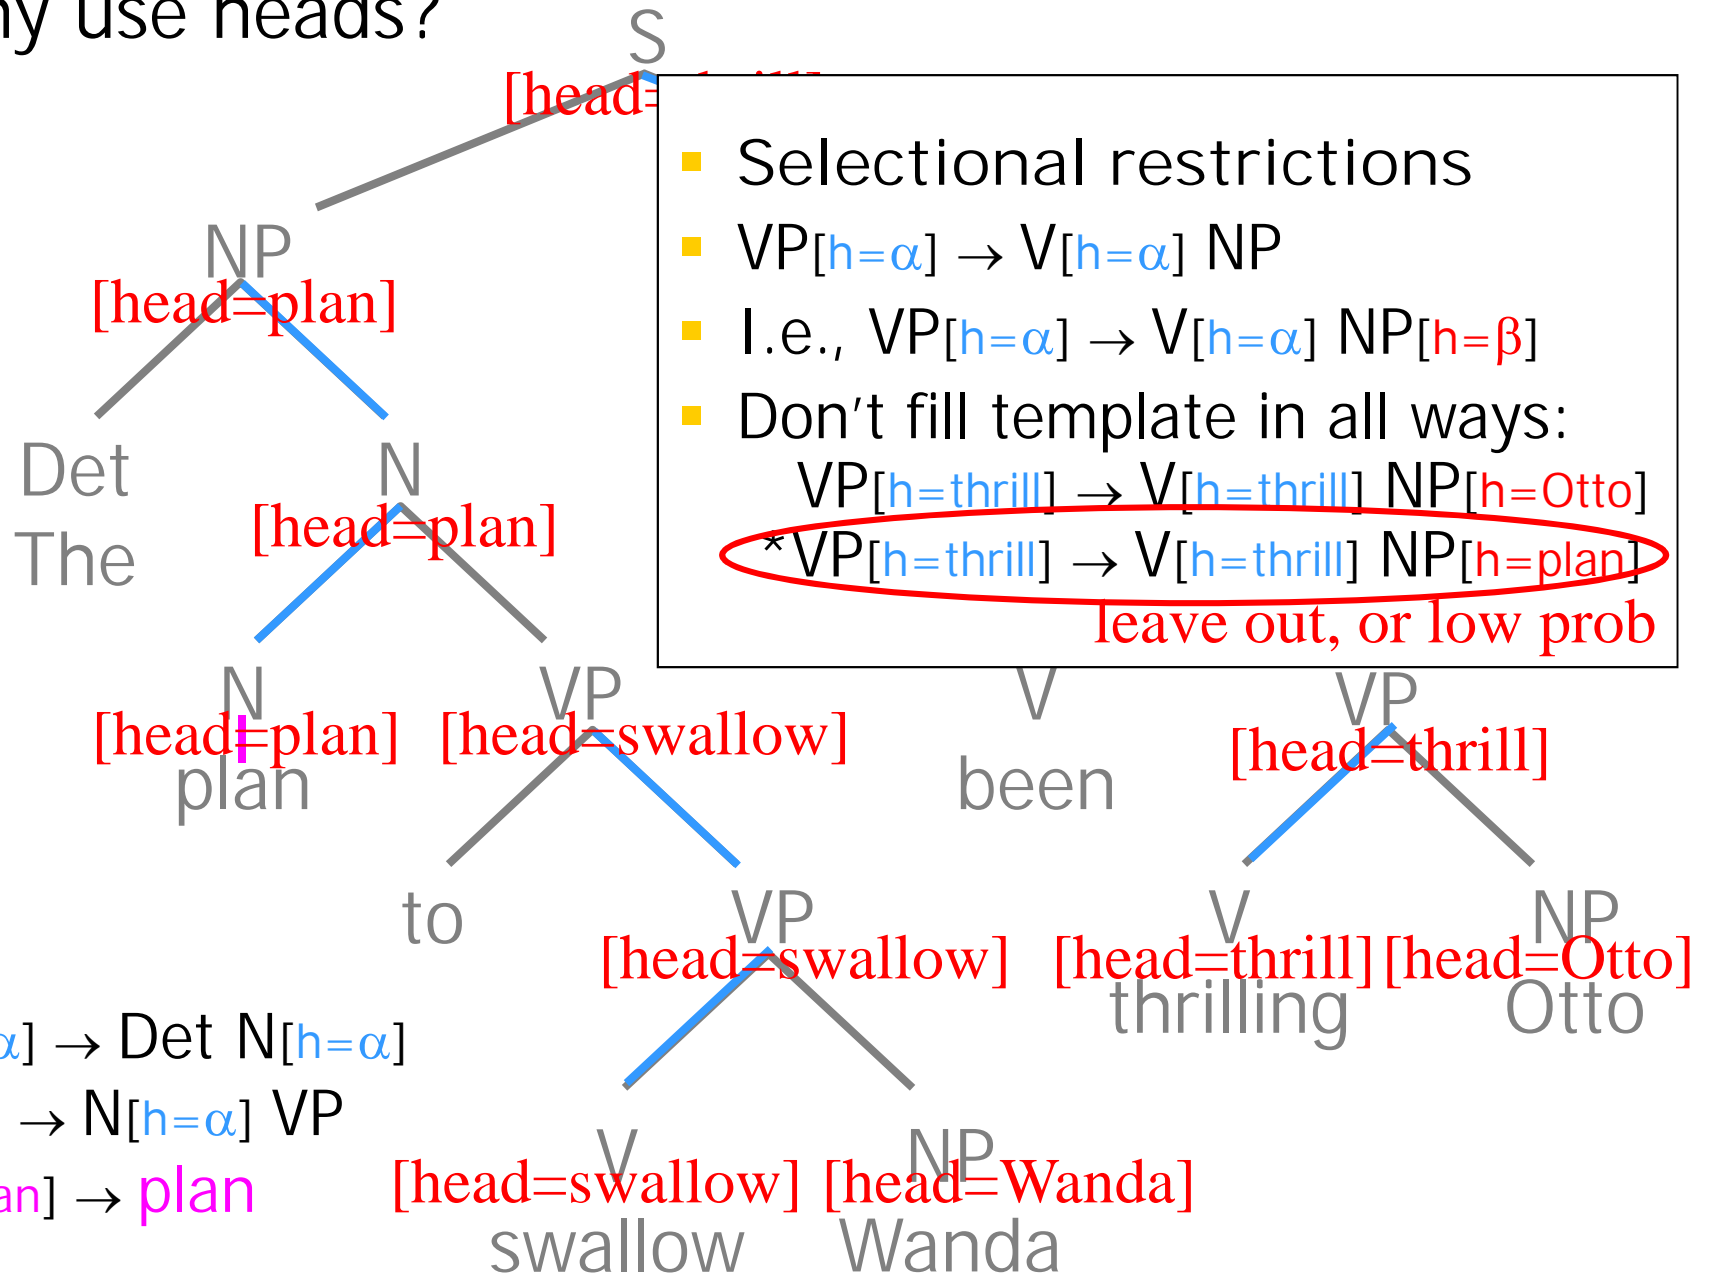 ny use heads?
S
[head=thrill]
Selectional restrictions
VP[h=α] → V[h=α] NP
I.e., VP[h=α] → V[h=α] NP[h=β]
Don't fill template in all ways:
VP[h=thrill] → V[h=thrill] NP[h=Otto]
*VP[h=thrill] → V[h=thrill] NP[h=plan]
leave out, or low prob
NP
[head=plan]
Det N
The [head=plan]
N VP V VP
[head=plan] [head=swallow] [head=thrill]
plan been
to VP V NP
[head=swallow] [head=thrill] [head=Otto]
thrilling Otto
α] → Det N[h=α]
→ N[h=α] VP
an] → plan
V NP
[head=swallow] [head=Wanda]
swallow Wanda